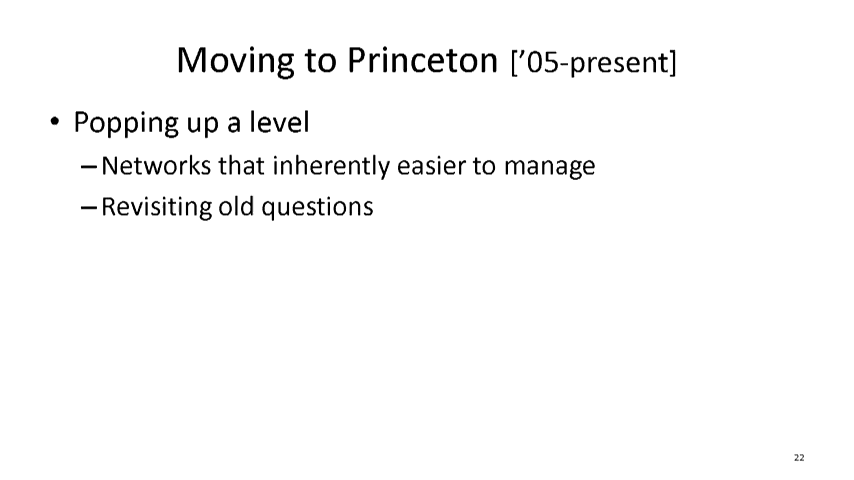 Moving to Princeton [’05-present]
• Popping up a level
–Networks that inherently easier to manage
–Revisiting old questions
22